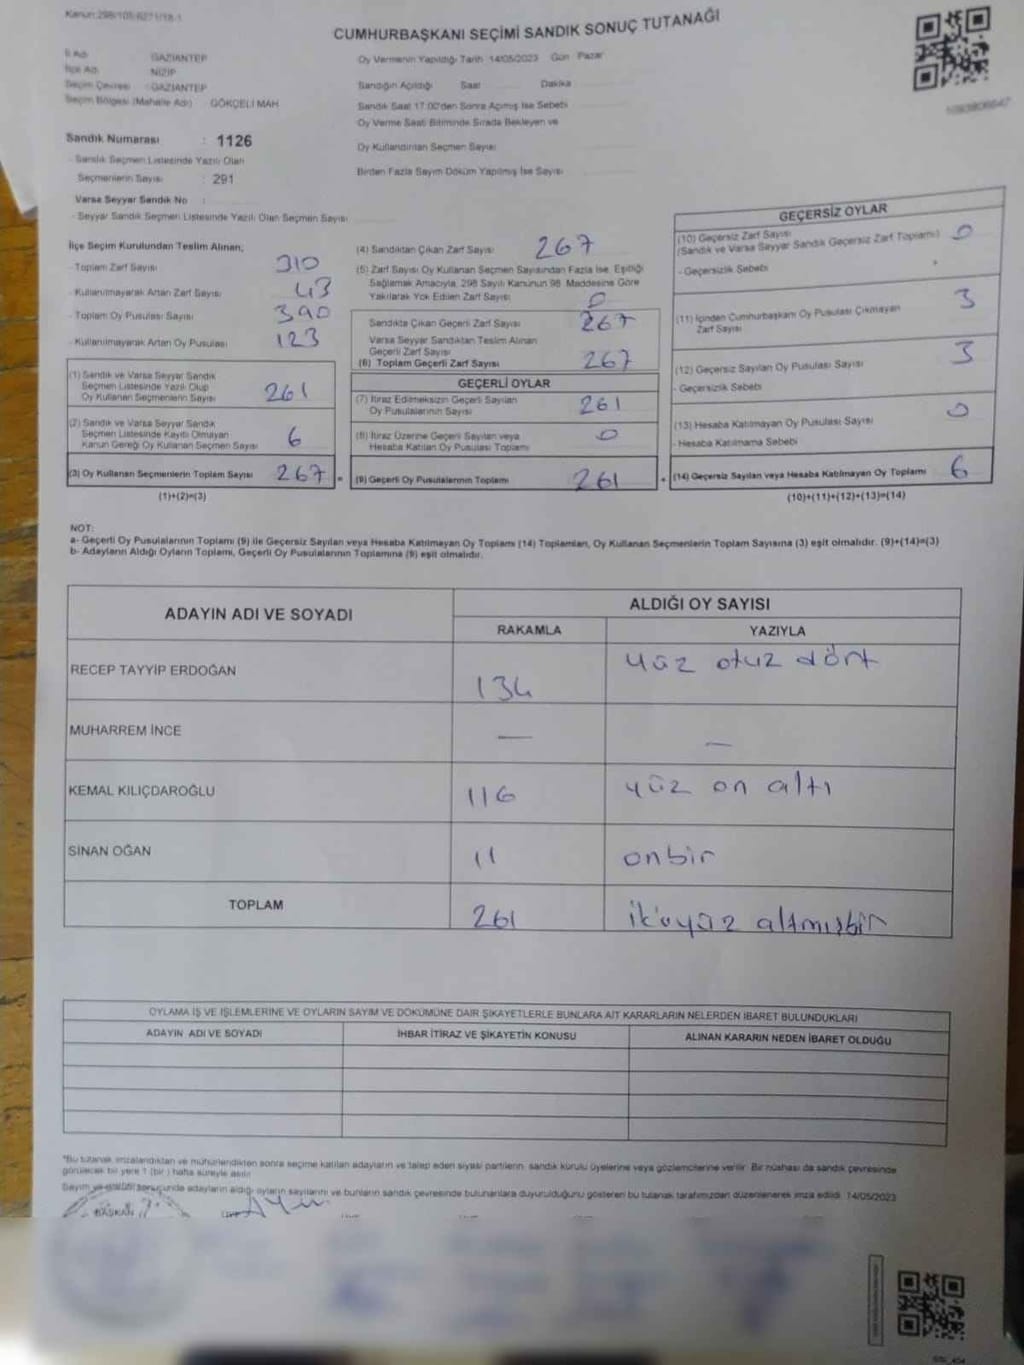 Kanun:298/105-6271/18-1
CUMHURBAŞKANI SEÇİMİ SANDIK SONUÇ TUTANAĞI
İl Adı : GAZİANTEP
İlçe Adı : NİZİP
Seçim Çevresi : GAZİANTEP
Seçim Bölgesi (Mahalle Adı) : GÖKÇELİ MAH
Oy Vermenin Yapıldığı Tarih 14/05/2023 Gün Pazar
Sandığın Açıldığı Saat Dakika
Sandık Saat 17.00'den Sonra Açımış İse Sebebi
Oy Verme Saati Bitiminde Sırada Bekleyen ve
Oy Kullandırılan Seçmen Sayısı
Birden Fazla Sayım Döküm Yapılmış İse Sayısı
Sandık Numarası : 1126
- Sandık Seçmen Listesinde Yazılı Olan
Seçmenlerin Sayısı : 291
Varsa Seyyar Sandık No :
- Seyyar Sandık Seçmen Listesinde Yazılı Olan Seçmen Sayısı
İlçe Seçim Kurulundan Teslim Alınan;
- Toplam Zarf Sayısı 310
- Kullanılmayarak Artan Zarf Sayısı 43
- Toplam Oy Pusulası Sayısı 390
- Kullanılmayarak Artan Oy Pusulası 123
(1) Sandık ve Varsa Seyyar Sandık
Seçmen Listesinde Yazılı Olup
Oy Kullanan Seçmenlerin Sayısı 261
(2) Sandık ve Varsa Seyyar Sandık
Seçmen Listesinde Kayıtlı Olmayan
Kanun Gereği Oy Kullanan Seçmen Sayısı 6
(3) Oy Kullanan Seçmenlerin Toplam Sayısı 267 =
(1)+(2)=(3)
(4) Sandıktan Çıkan Zarf Sayısı 267
(5) Zarf Sayısı Oy Kullanan Seçmen Sayısından Fazla İse, Eşitliği
Sağlamak Amacıyla, 298 Sayılı Kanunun 98. Maddesine Göre
Yakılarak Yok Edilen Zarf Sayısı 0
Sandıkta Çıkan Geçerli Zarf Sayısı 267
Varsa Seyyar Sandıktan Teslim Alınan
Geçerli Zarf Sayısı
(6) Toplam Geçerli Zarf Sayısı 267
GEÇERLİ OYLAR
(7) İtiraz Edilmeksizin Geçerli Sayılan
Oy Pusulalarının Sayısı 261
(8) İtiraz Üzerine Geçerli Sayılan veya
Hesaba Katılan Oy Pusulası Toplamı 0
(9) Geçerli Oy Pusulalarının Toplamı 261 +
GEÇERSİZ OYLAR
(10) Geçersiz Zarf Sayısı 0
(Sandık ve Varsa Seyyar Sandık Geçersiz Zarf Toplamı)
- Geçersizlik Sebebi
(11) İçinden Cumhurbaşkanı Oy Pusulası Çıkmayan
Zarf Sayısı 3
(12) Geçersiz Sayılan Oy Pusulası Sayısı 3
- Geçersizlik Sebebi
(13) Hesaba Katılmayan Oy Pusulası Sayısı 0
- Hesaba Katılmama Sebebi
(14) Geçersiz Sayılan veya Hesaba Katılmayan Oy Toplamı 6
(10)+(11)+(12)+(13)=(14)
NOT:
a- Geçerli Oy Pusulalarının Toplamı (9) ile Geçersiz Sayılan veya Hesaba Katılmayan Oy Toplamı (14) Toplamları, Oy Kullanan Seçmenlerin Toplam Sayısına (3) eşit olmalıdır. (9)+(14)=(3)
b- Adayların Aldığı Oyların Toplamı, Geçerli Oy Pusulalarının Toplamına (9) eşit olmalıdır.
ADAYIN ADI VE SOYADI
ALDIĞI OY SAYISI
RAKAMLA YAZIYLA
RECEP TAYYİP ERDOĞAN 134 yüz otuz dört
MUHARREM İNCE — —
KEMAL KILIÇDAROĞLU 116 yüz on altı
SİNAN OĞAN 11 onbir
TOPLAM 261 ikiyüz altmışbir
OYLAMA İŞ VE İŞLEMLERİNE VE OYLARIN SAYIM VE DÖKÜMÜNE DAİR ŞİKAYETLERLE BUNLARA AİT KARARLARIN NELERDEN İBARET BULUNDUKLARI
ADAYIN ADI VE SOYADI İHBAR İTİRAZ VE ŞİKAYETİN KONUSU ALINAN KARARIN NEDEN İBARET OLDUĞU
*Bu tutanak imzalandıktan ve mühürlendikten sonra seçime katılan adayların ve talep eden siyasi partilerin sandık kurulu üyelerine veya gözlemcilerine verilir. Bir nüshası da sandık çevresinde
görülecek bir yere 1 (bir) hafta süreyle asılır.
Sayım ve döküm sonucunda adayların aldığı oyların sayılarını ve bunların sandık çevresinde bulunanlara duyurulduğunu gösteren bu tutanak tarafımızdan düzenlenerek imza edildi. 14/05/2023
BAŞKAN